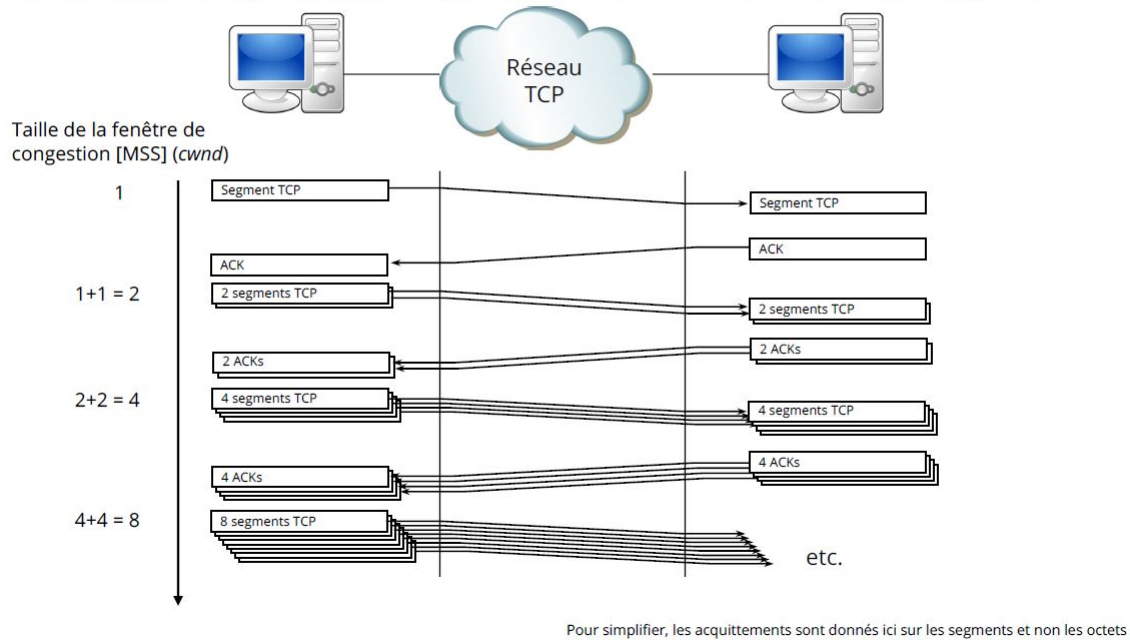 Réseau
TCP
Taille de la fenêtre de
congestion [MSS] (cwnd)
1
Segment TCP
Segment TCP
ACK
ACK
1+1 = 2
2 segments TCP
2 segments TCP
2 ACKs
2 ACKs
2+2 = 4
4 segments TCP
4 segments TCP
4 ACKs
4 ACKs
4+4 = 8
8 segments TCP
etc.
Pour simplifier, les acquittements sont donnés ici sur les segments et non les octets